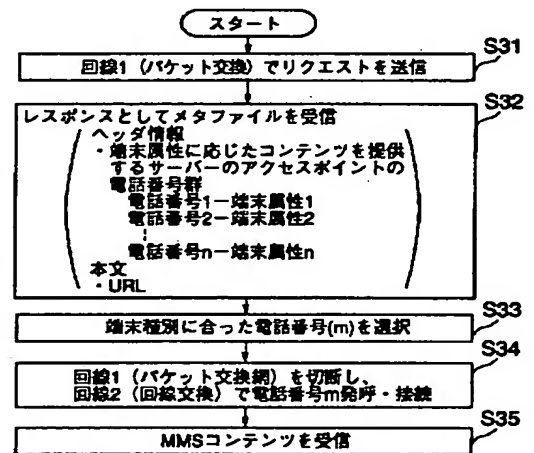 スタート
S31
回線1（パケット交換）でリクエストを送信
S32
レスポンスとしてメタファイルを受信
ヘッダ情報
・端末属性に応じたコンテンツを提供
するサーバーのアクセスポイントの
電話番号群
電話番号1－端末属性1
電話番号2－端末属性2
⋮
電話番号n－端末属性n
本文
・URL
S33
端末種別に合った電話番号(m)を選択
S34
回線1（パケット交換網）を切断し、
回線2（回線交換）で電話番号m発呼・接続
S35
MMSコンテンツを受信